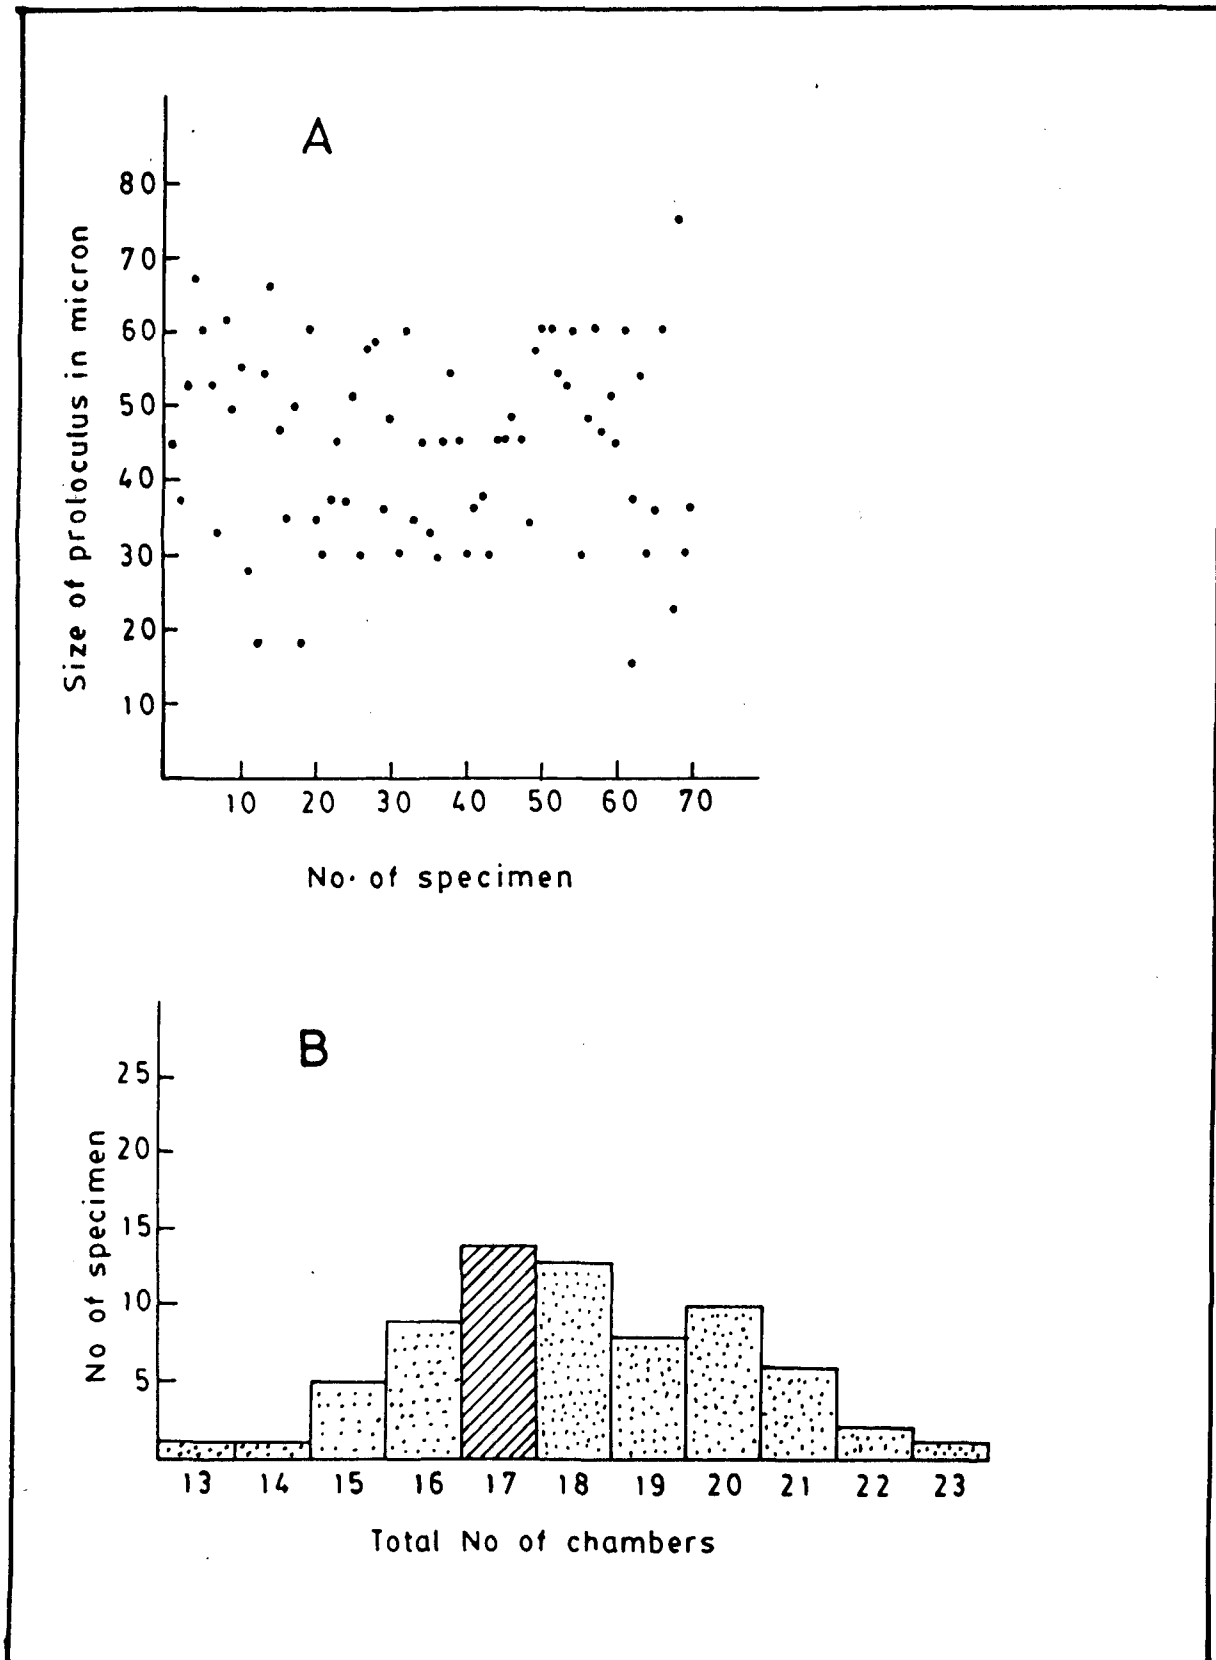 A
80
70
60
50
40
30
20
10
Size of proloculus in micron
10 20 30 40 50 60 70
No. of specimen
B
25
20
15
10
5
No of specimen
13 14 15 16 17 18 19 20 21 22 23
Total No of chambers